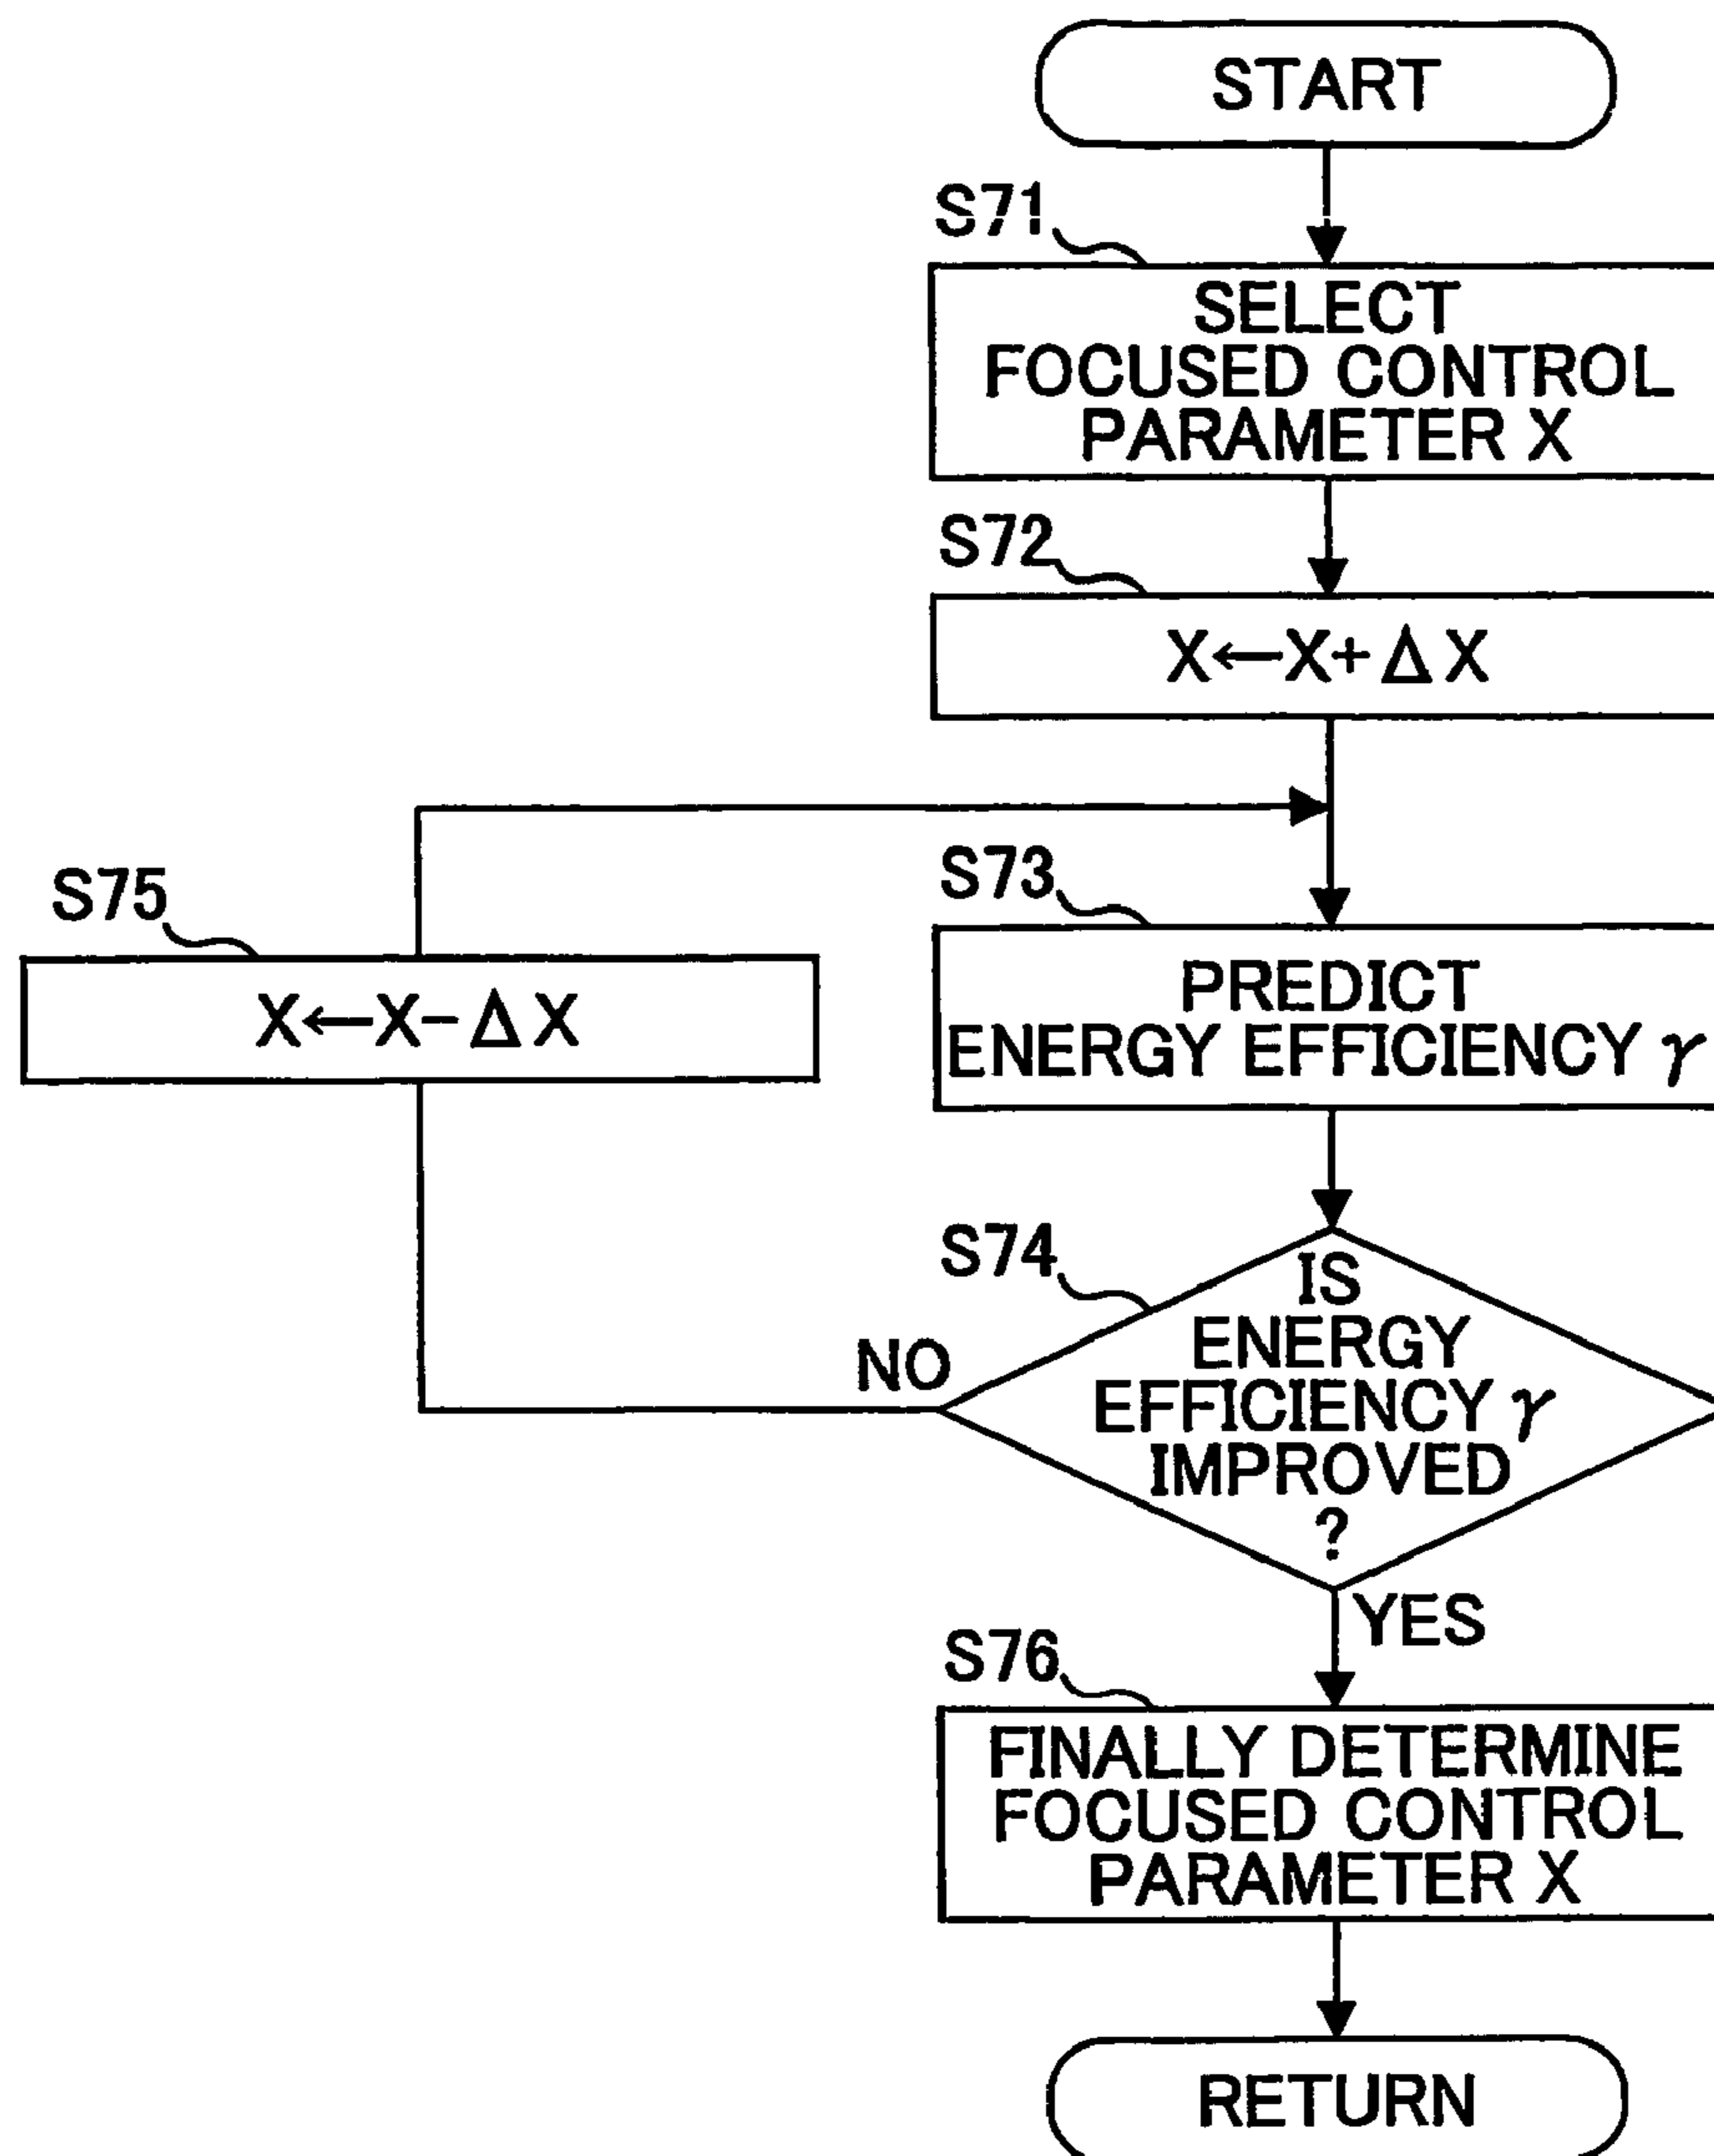 START
S71
SELECT
FOCUSED CONTROL
PARAMETER X
S72
X←X+ΔX
S73
PREDICT
ENERGY EFFICIENCY γ
S75
X←X−ΔX
S74
IS
ENERGY
EFFICIENCY γ
IMPROVED
?
NO
YES
S76
FINALLY DETERMINE
FOCUSED CONTROL
PARAMETER X
RETURN